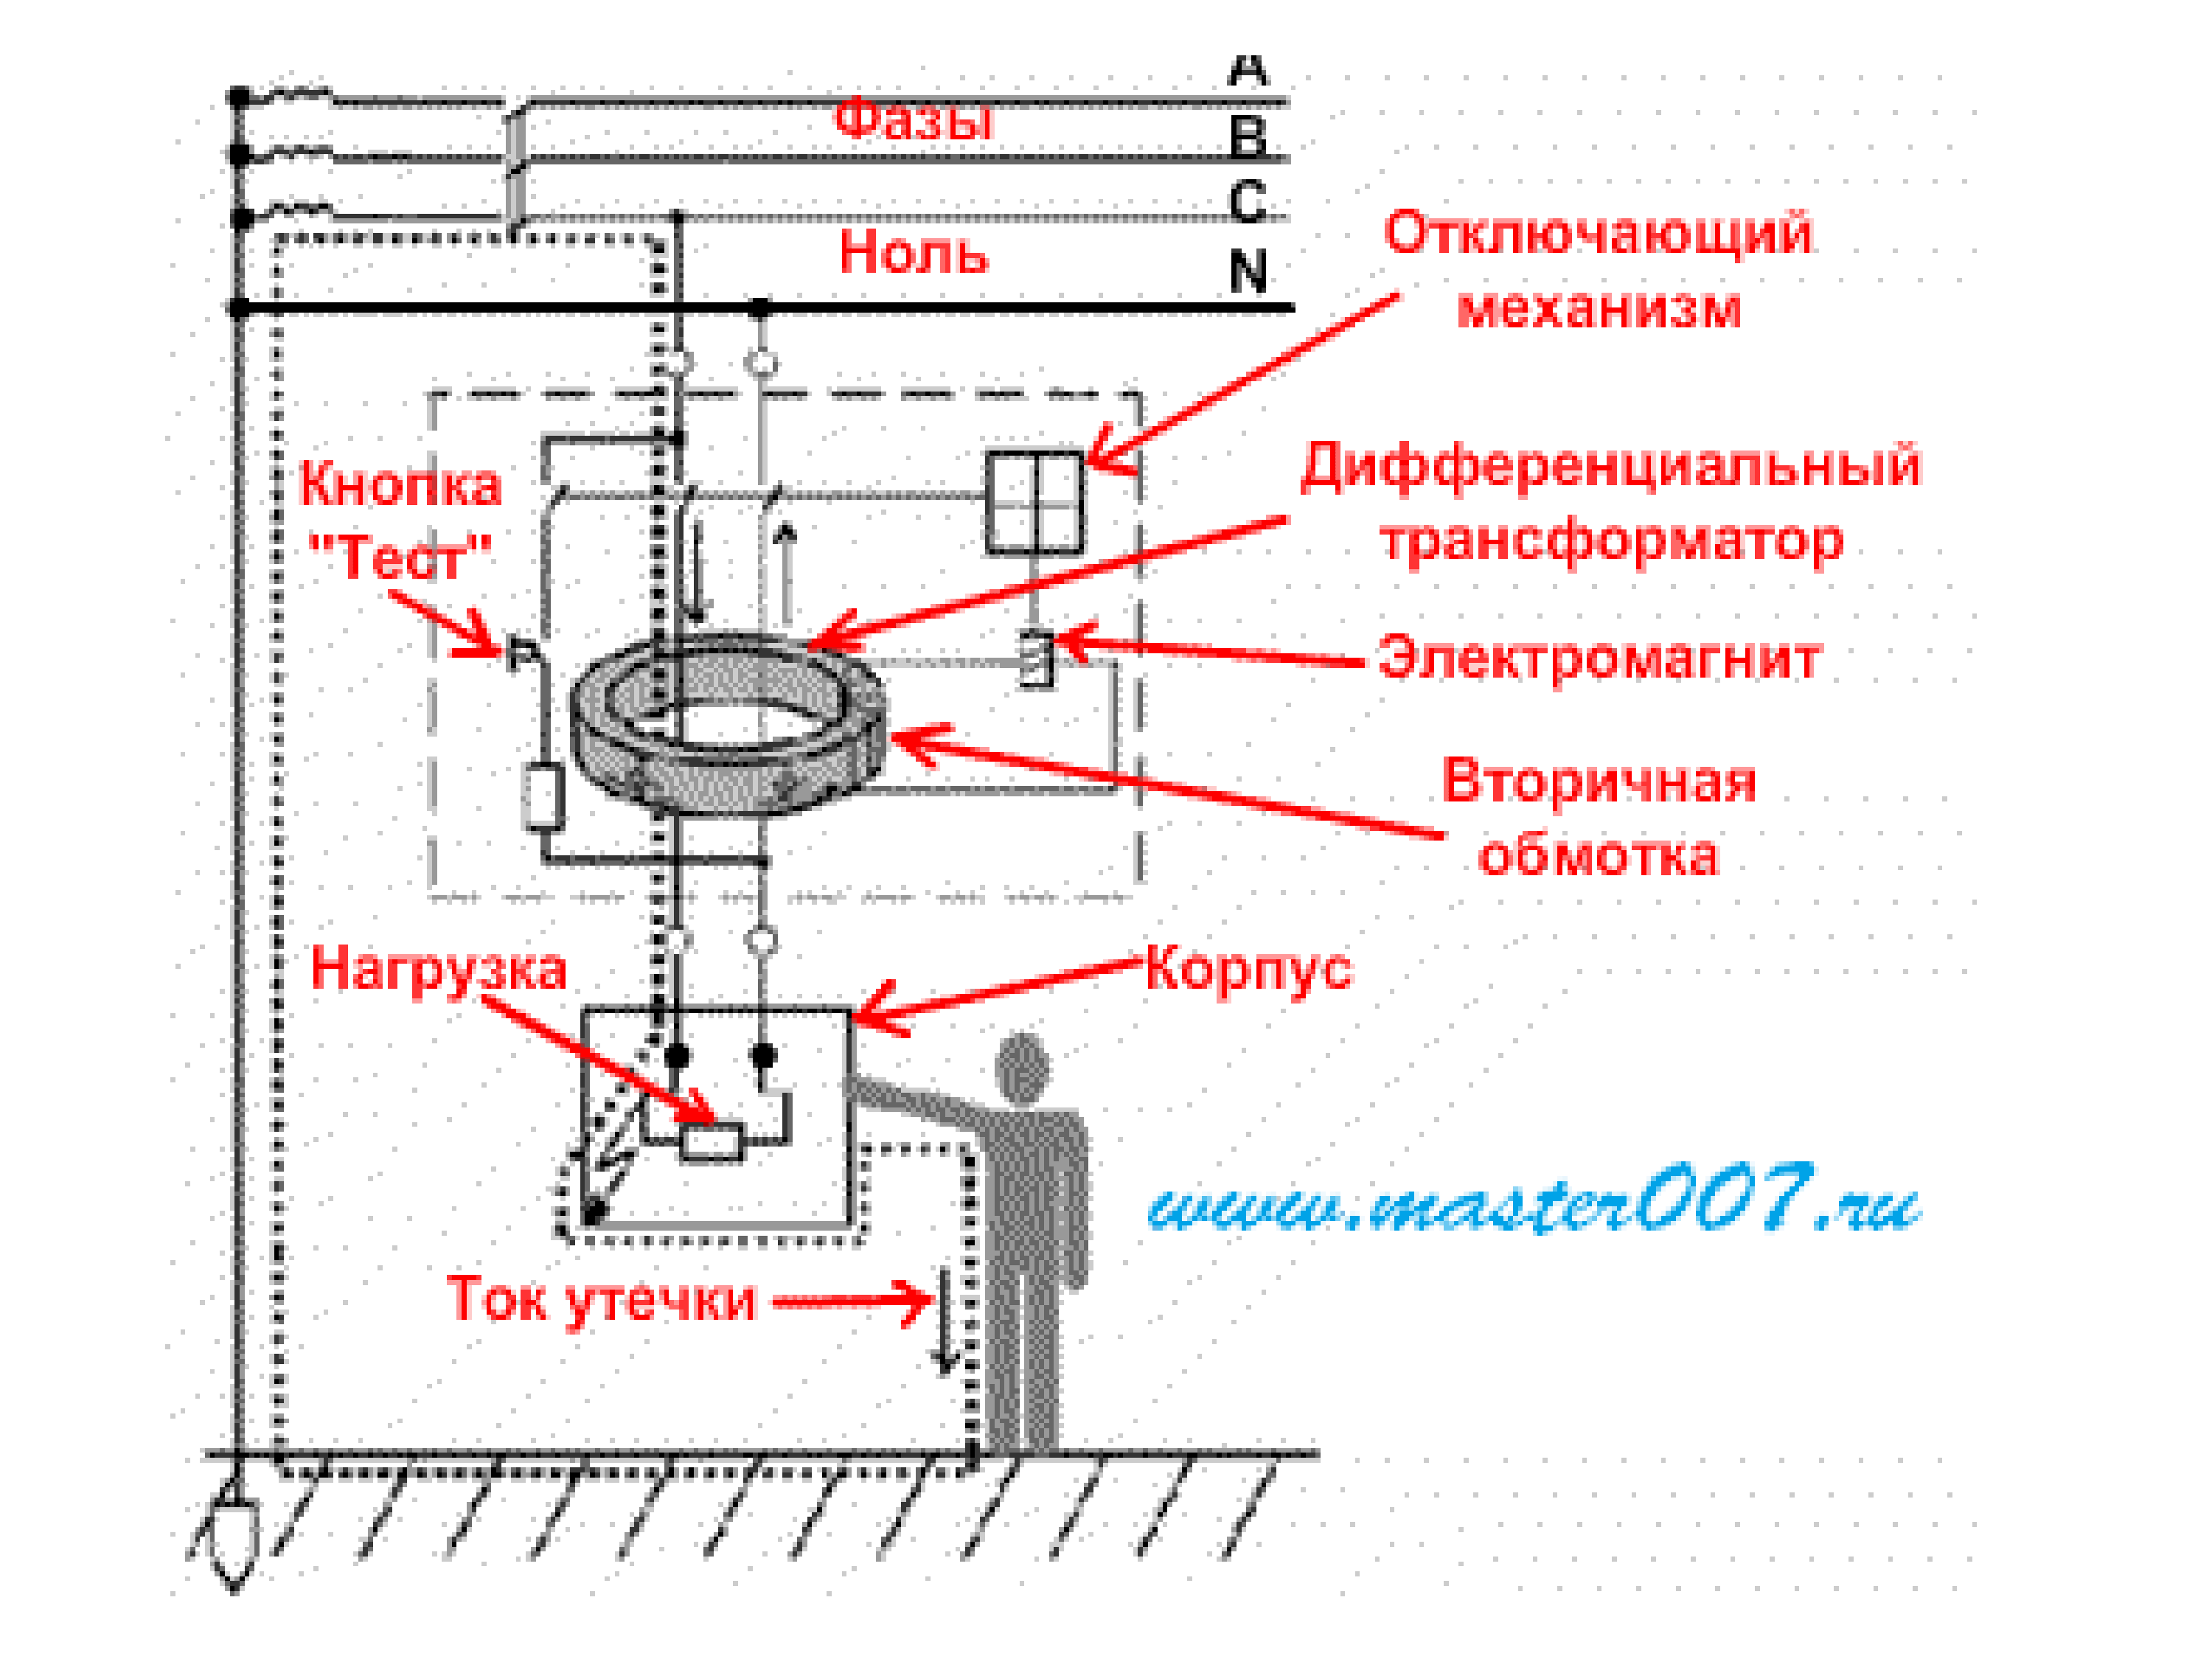 A
Фазы
B
C
Ноль
N
Отключающий
механизм
Кнопка
"Тест"
Дифференциальный
трансформатор
Электромагнит
Вторичная
обмотка
Нагрузка
Корпус
www.master007.ru
Ток утечки